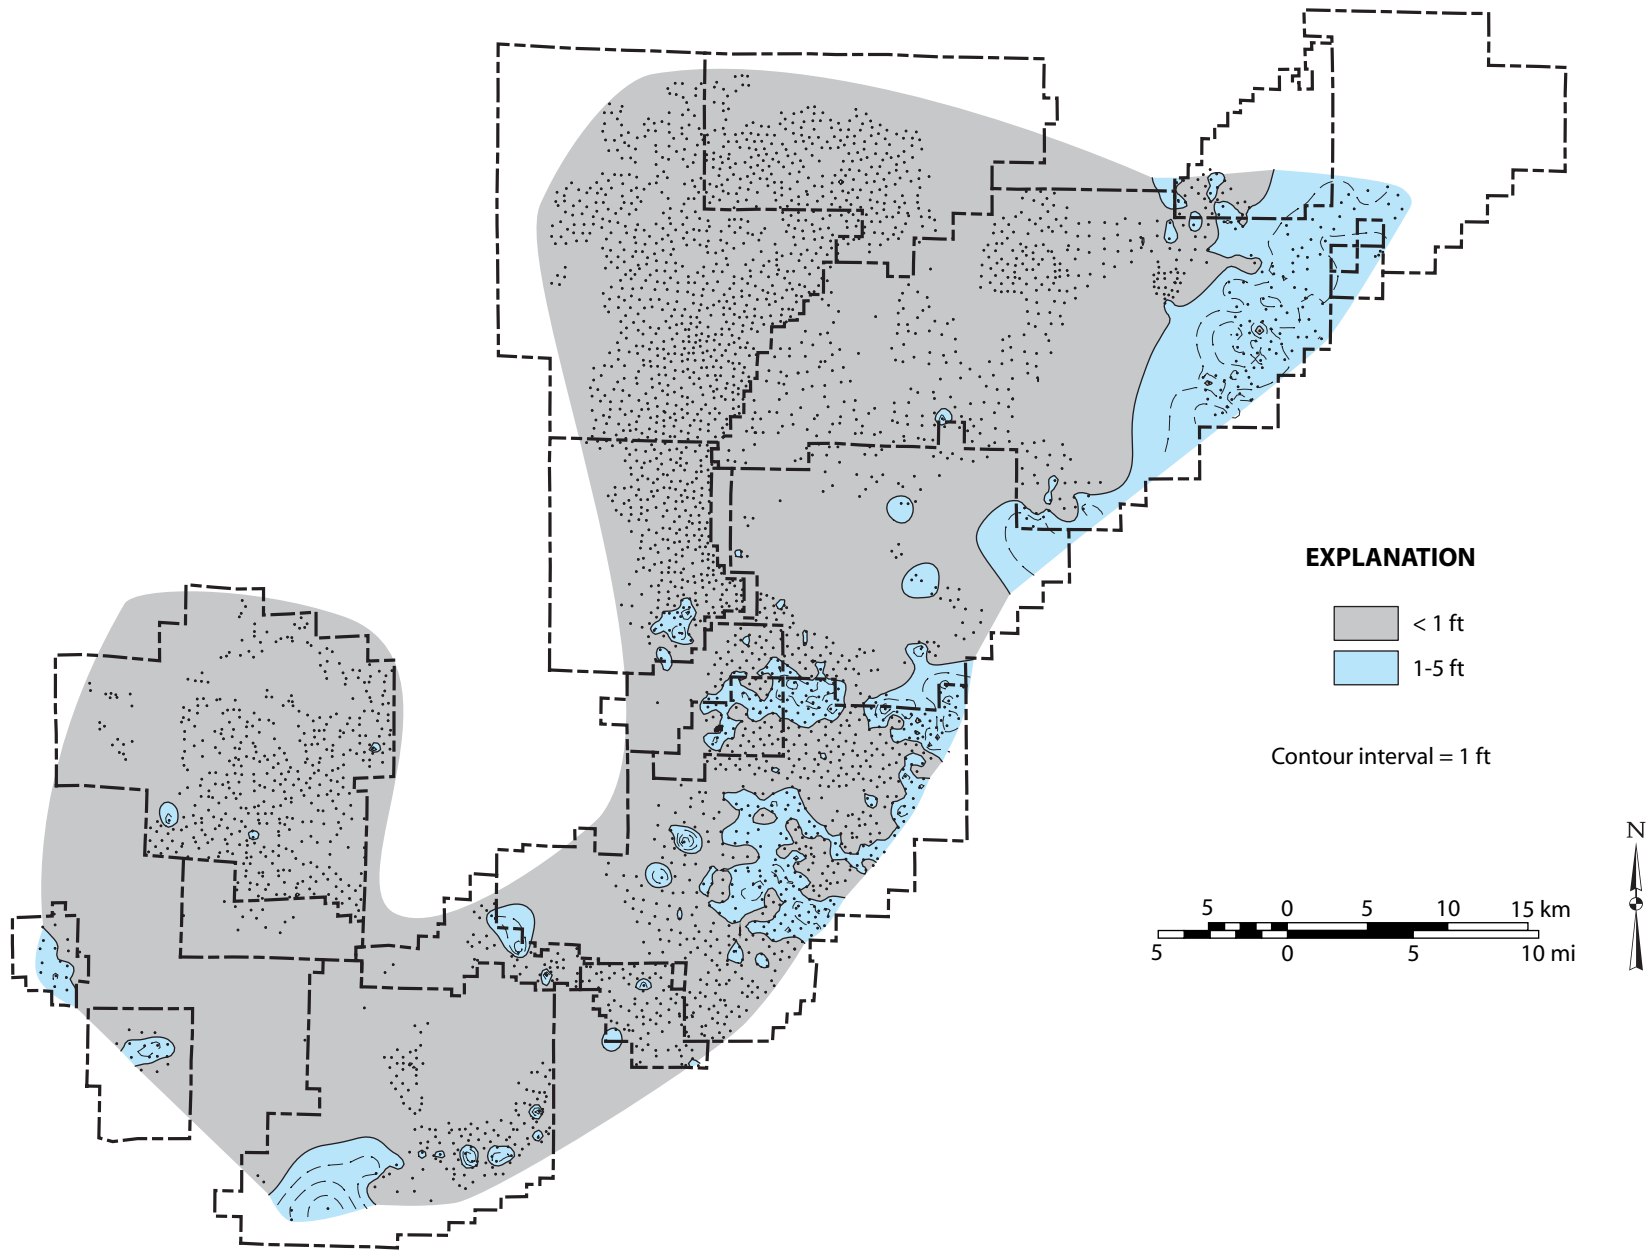 EXPLANATION
< 1 ft
1-5 ft
Contour interval = 1 ft
N
5 0 5 10 15 km
5 0 5 10 mi